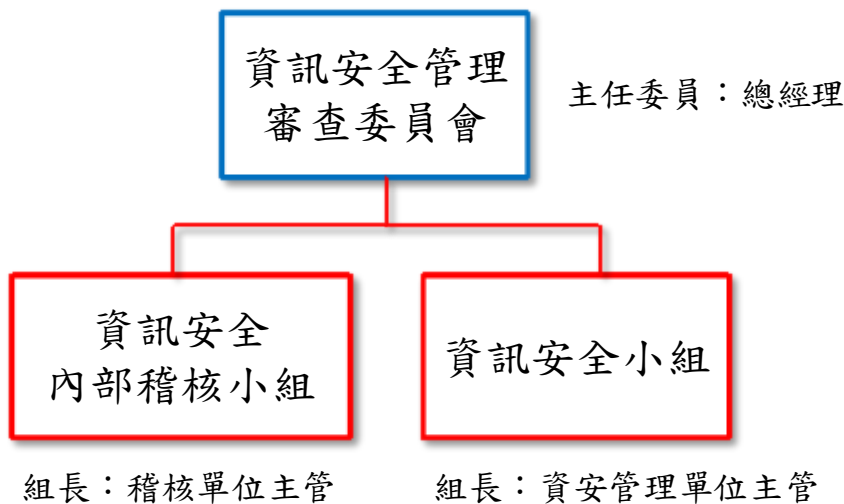 資訊安全管理
審查委員會
主任委員：總經理
資訊安全
內部稽核小組
資訊安全小組
組長：稽核單位主管
組長：資安管理單位主管